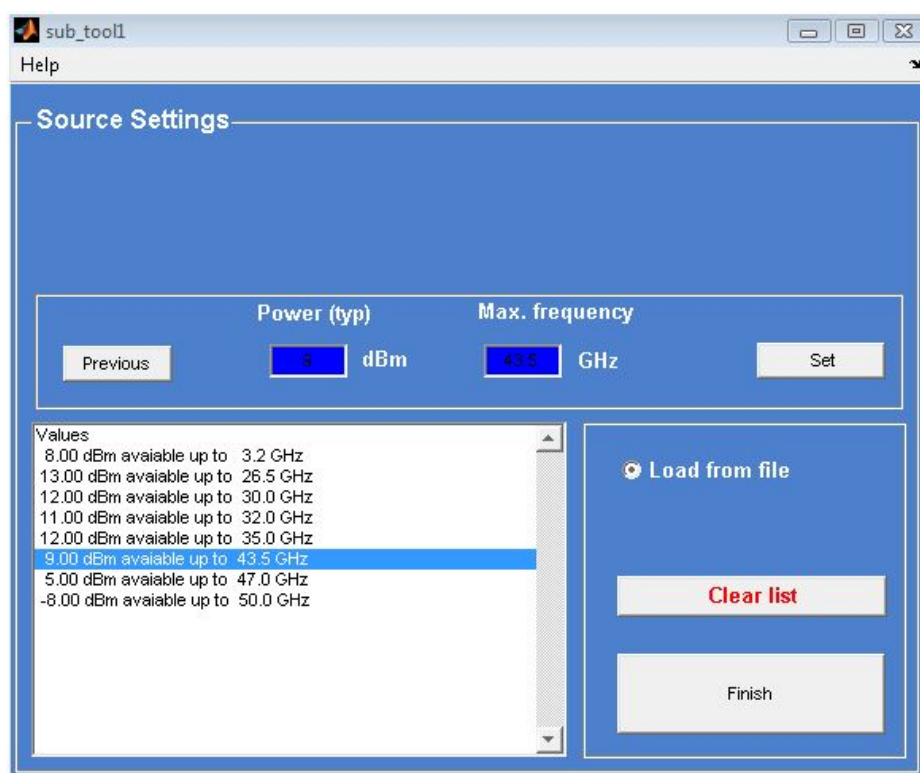 sub_tool1
Help
Source Settings
Power (typ) Max. frequency
Previous 9 dBm 43.5 GHz Set
Values
8.00 dBm avaiable up to 3.2 GHz
13.00 dBm avaiable up to 26.5 GHz
12.00 dBm avaiable up to 30.0 GHz
11.00 dBm avaiable up to 32.0 GHz
12.00 dBm avaiable up to 35.0 GHz
9.00 dBm avaiable up to 43.5 GHz
5.00 dBm avaiable up to 47.0 GHz
-8.00 dBm avaiable up to 50.0 GHz
Load from file
Clear list
Finish